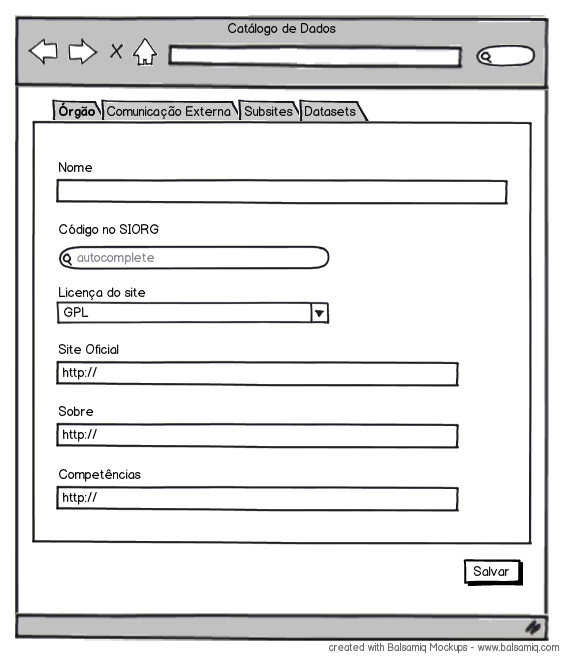 Catálogo de Dados
Órgão Comunicação Externa Subsites Datasets
Nome
Código no SIORG
autocomplete
Licença do site
GPL
Site Oficial
http://
Sobre
http://
Competências
http://
Salvar
created with Balsamiq Mockups - www.balsamiq.com